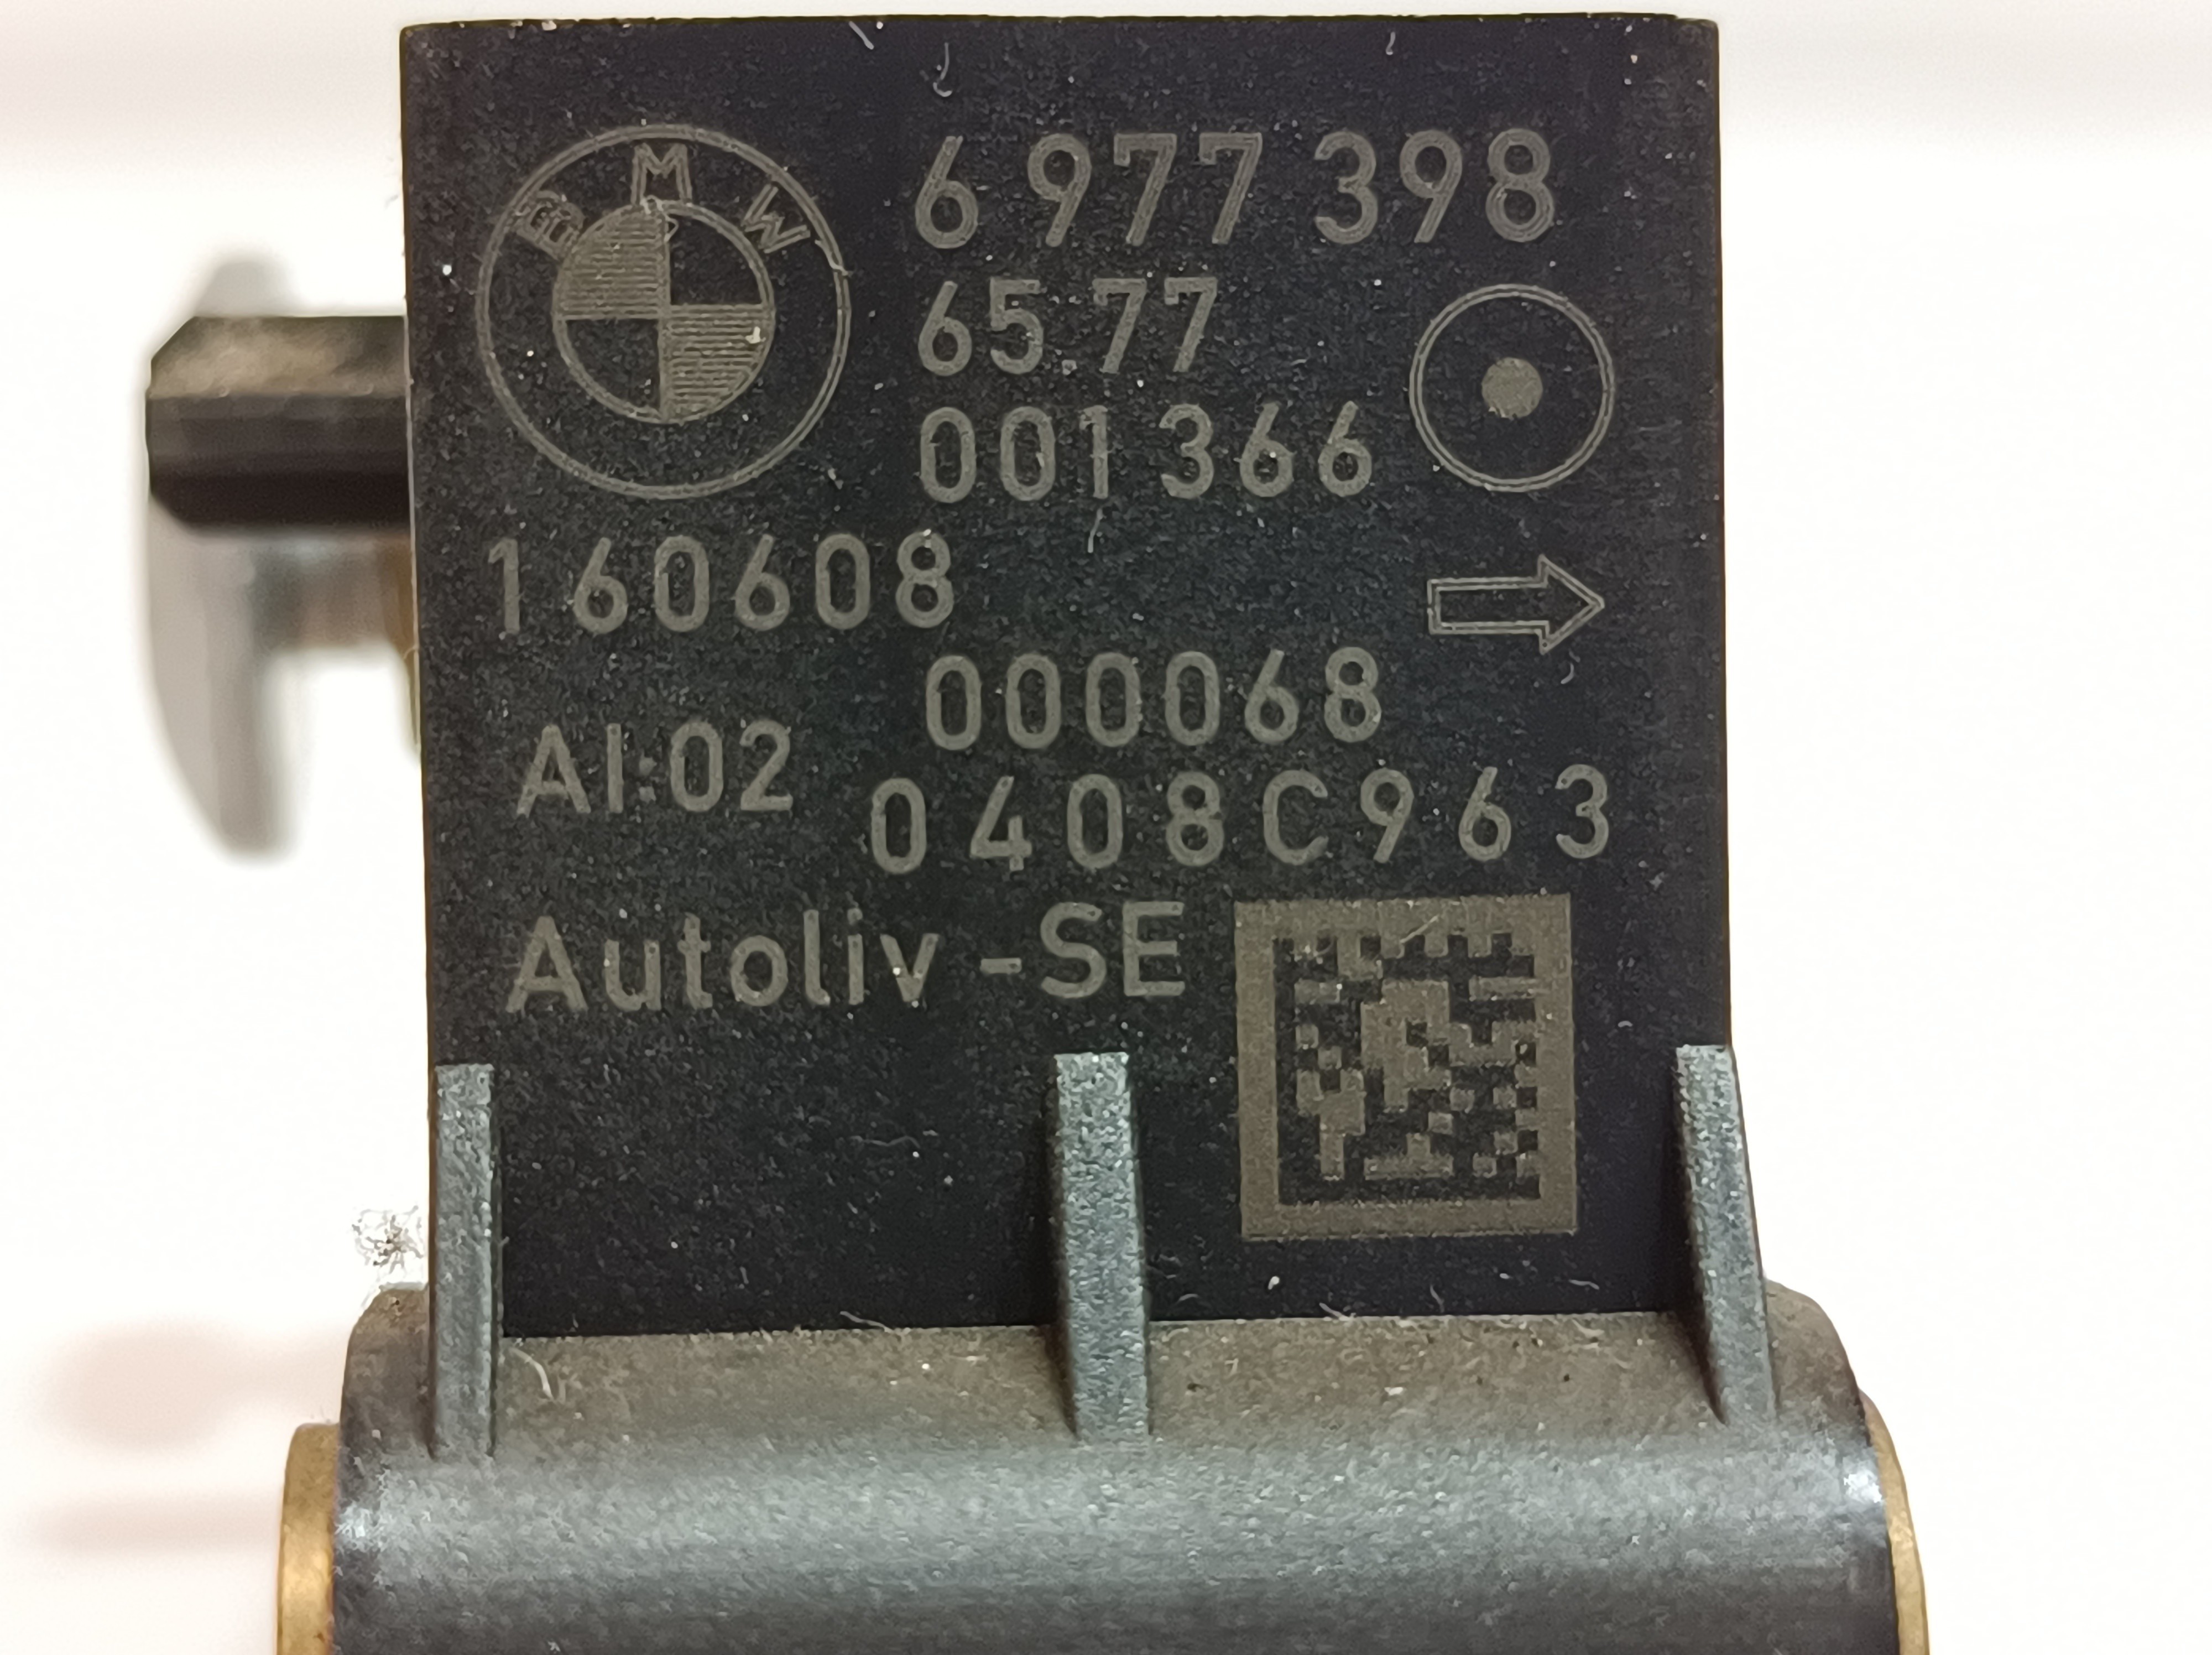 BMW
6 977 398
65.77
001 366
160608
000068
AI:02
0408C963
Autoliv -SE